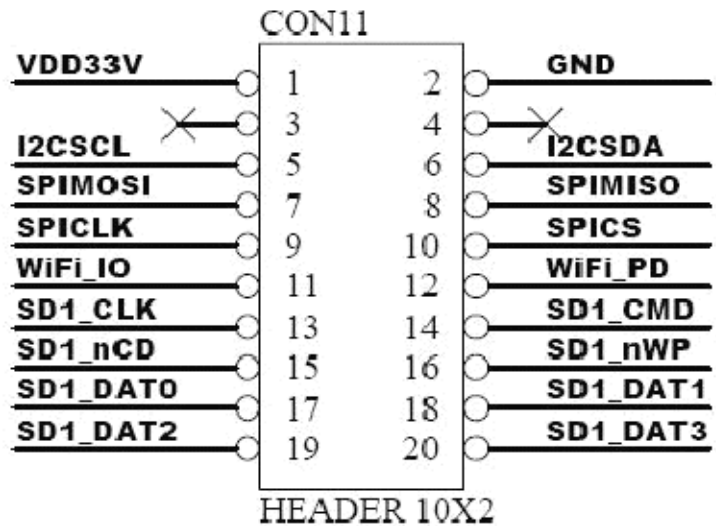 CON11
VDD33V 1 2 GND
3 4
I2CSCL 5 6 I2CSDA
SPIMOSI 7 8 SPIMISO
SPICLK 9 10 SPICS
WiFi_IO 11 12 WiFi_PD
SD1_CLK 13 14 SD1_CMD
SD1_nCD 15 16 SD1_nWP
SD1_DAT0 17 18 SD1_DAT1
SD1_DAT2 19 20 SD1_DAT3
HEADER 10X2